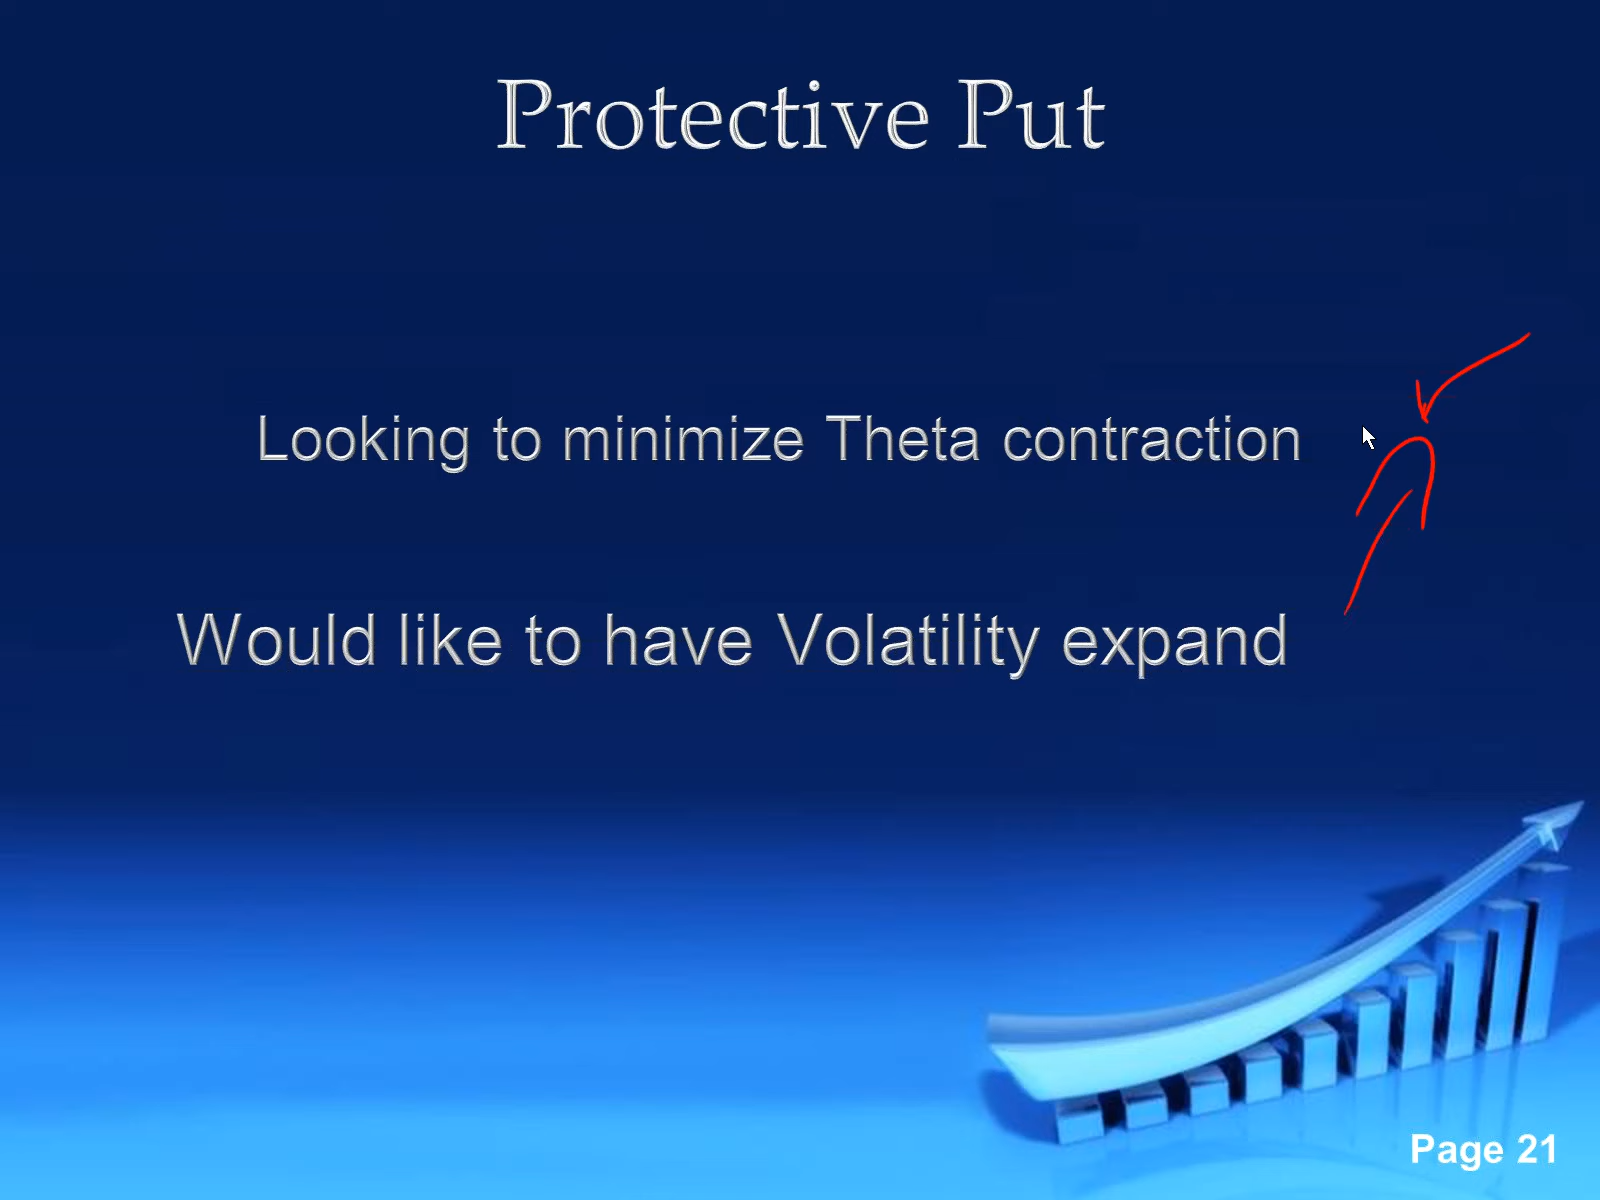 Protective Put
Looking to minimize Theta contraction
Would like to have Volatility expand
Page 21